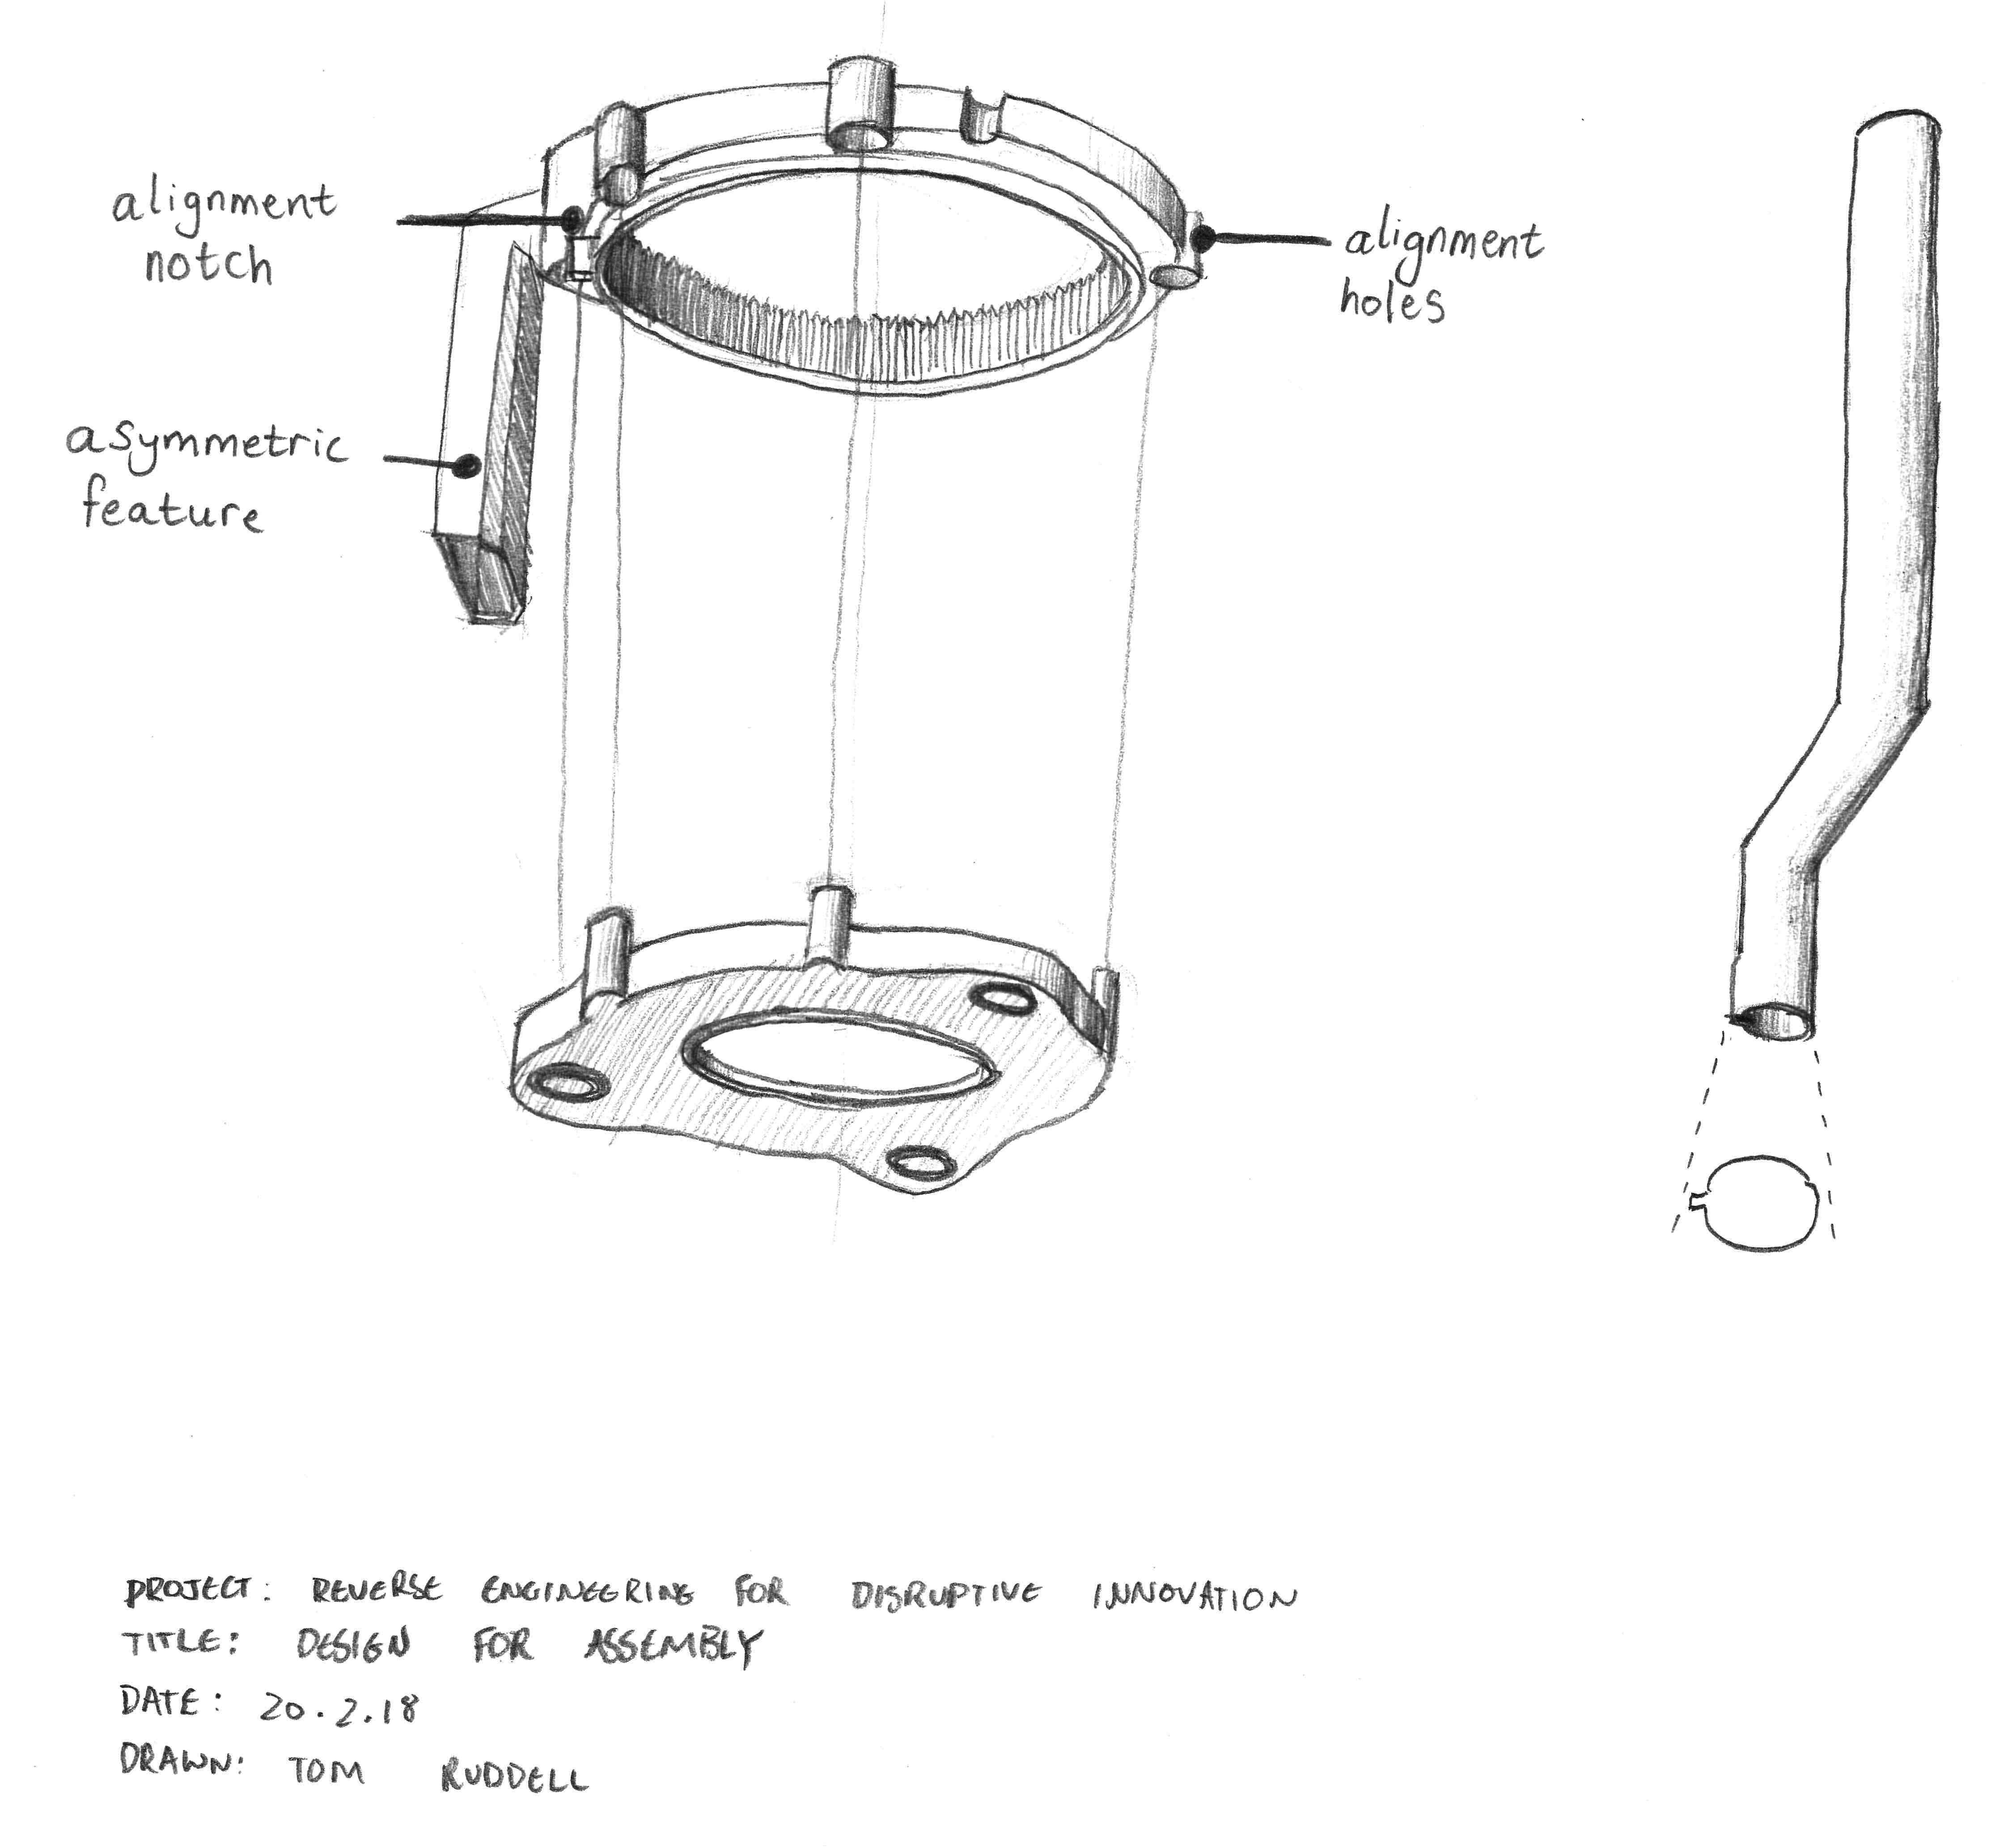 alignment
notch
alignment
holes
asymmetric
feature
PROJECT: REVERSE ENGINEERING FOR DISRUPTIVE INNOVATION
TITLE: DESIGN FOR ASSEMBLY
DATE: 20.2.18
DRAWN: TOM RUDDELL